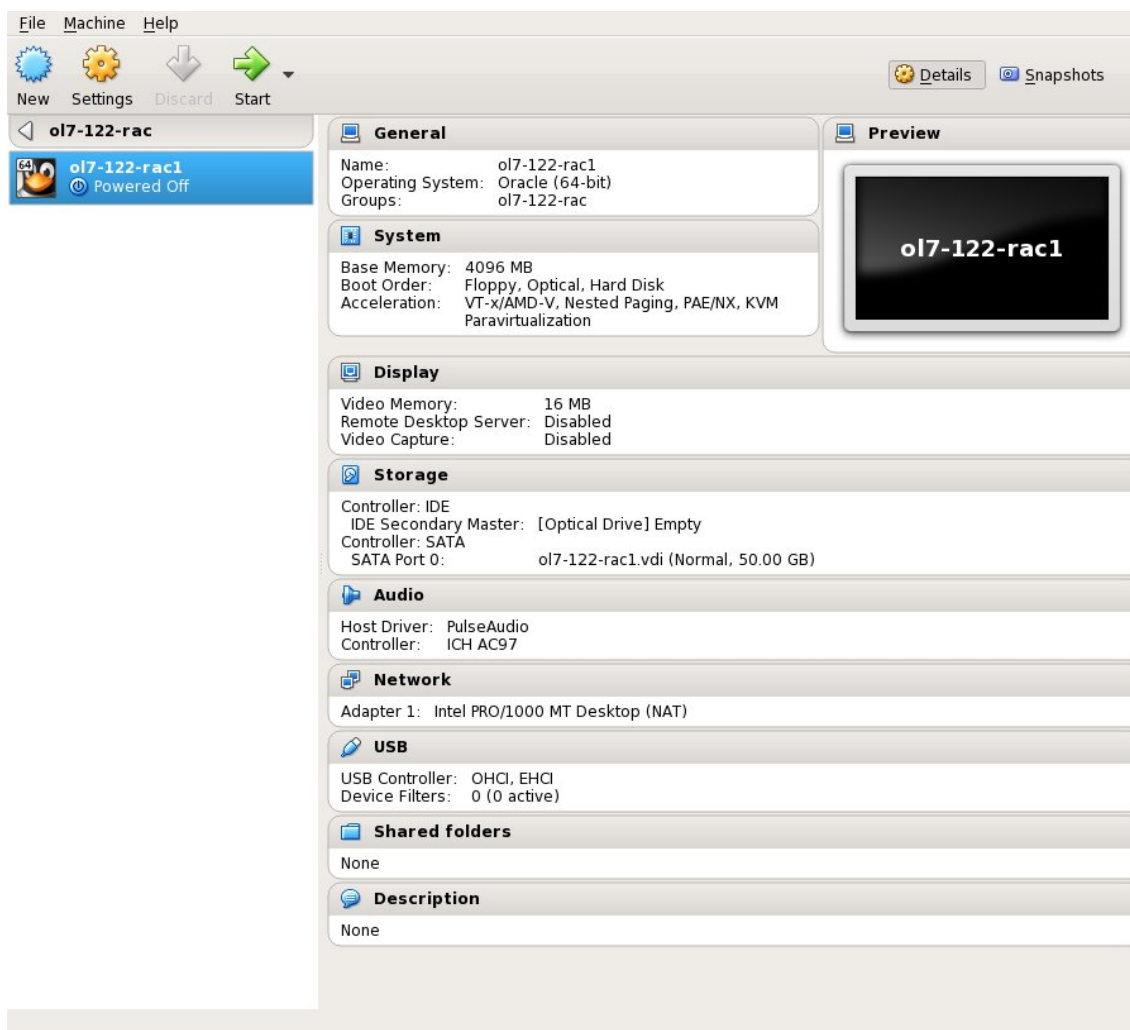 File Machine Help
New Settings Discard Start
Details Snapshots
ol7-122-rac
64
ol7-122-rac1
Powered Off
General
Name: ol7-122-rac1
Operating System: Oracle (64-bit)
Groups: ol7-122-rac
Preview
ol7-122-rac1
System
Base Memory: 4096 MB
Boot Order: Floppy, Optical, Hard Disk
Acceleration: VT-x/AMD-V, Nested Paging, PAE/NX, KVM
Paravirtualization
Display
Video Memory: 16 MB
Remote Desktop Server: Disabled
Video Capture: Disabled
Storage
Controller: IDE
IDE Secondary Master: [Optical Drive] Empty
Controller: SATA
SATA Port 0: ol7-122-rac1.vdi (Normal, 50.00 GB)
Audio
Host Driver: PulseAudio
Controller: ICH AC97
Network
Adapter 1: Intel PRO/1000 MT Desktop (NAT)
USB
USB Controller: OHCI, EHCI
Device Filters: 0 (0 active)
Shared folders
None
Description
None